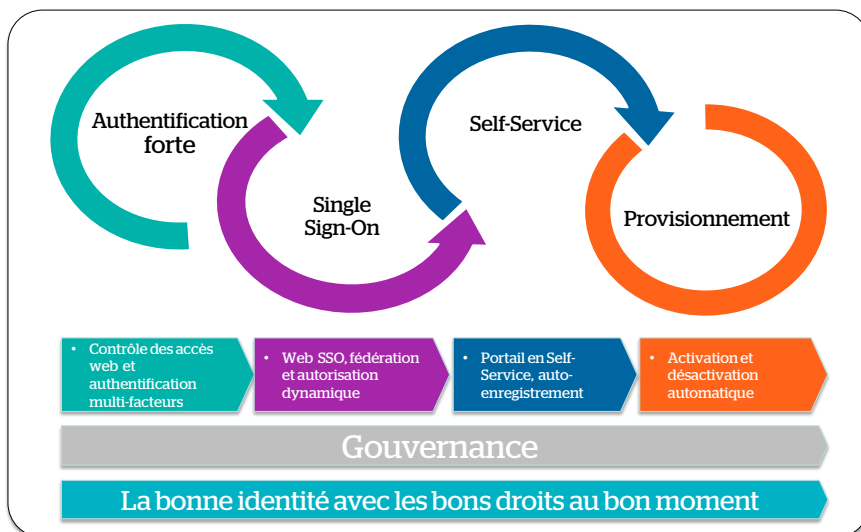 Authentification
forte
Single
Sign-On
Self-Service
Provisionnement
• Contrôle des accès
web et
authentification
multi-facteurs
• Web SSO, fédération
et autorisation
dynamique
• Portail en Self-
Service, auto-
enregistrement
• Activation et
désactivation
automatique
Gouvernance
La bonne identité avec les bons droits au bon moment